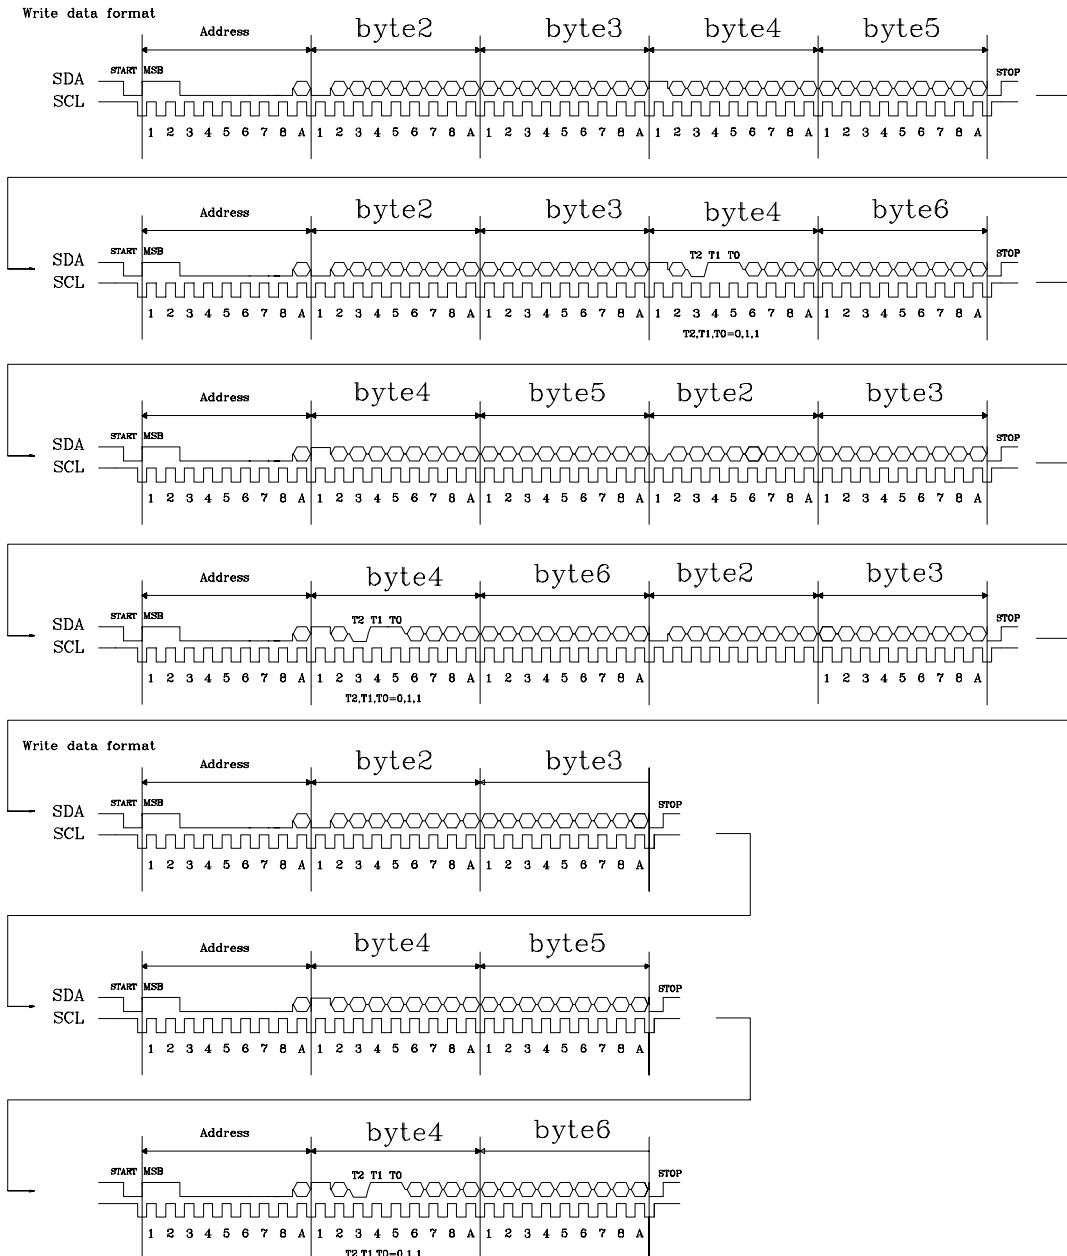 Write data format
Address byte2 byte3 byte4 byte5
START MSB STOP
SDA
SCL
1 2 3 4 5 6 7 8 A 1 2 3 4 5 6 7 8 A 1 2 3 4 5 6 7 8 A 1 2 3 4 5 6 7 8 A 1 2 3 4 5 6 7 8 A
Address byte2 byte3 byte4 byte6
START MSB T2 T1 T0 STOP
SDA
SCL
1 2 3 4 5 6 7 8 A 1 2 3 4 5 6 7 8 A 1 2 3 4 5 6 7 8 A 1 2 3 4 5 6 7 8 A 1 2 3 4 5 6 7 8 A
T2,T1,T0=0,1,1
Address byte4 byte5 byte2 byte3
START MSB STOP
SDA
SCL
1 2 3 4 5 6 7 8 A 1 2 3 4 5 6 7 8 A 1 2 3 4 5 6 7 8 A 1 2 3 4 5 6 7 8 A 1 2 3 4 5 6 7 8 A
Address byte4 byte6 byte2 byte3
START MSB T2 T1 T0 STOP
SDA
SCL
1 2 3 4 5 6 7 8 A 1 2 3 4 5 6 7 8 A 1 2 3 4 5 6 7 8 A 1 2 3 4 5 6 7 8 A
T2,T1,T0=0,1,1
Write data format
Address byte2 byte3
START MSB STOP
SDA
SCL
1 2 3 4 5 6 7 8 A 1 2 3 4 5 6 7 8 A 1 2 3 4 5 6 7 8 A
Address byte4 byte5
START MSB STOP
SDA
SCL
1 2 3 4 5 6 7 8 A 1 2 3 4 5 6 7 8 A 1 2 3 4 5 6 7 8 A
Address byte4 byte6
START MSB T2 T1 T0 STOP
1 2 3 4 5 6 7 8 A 1 2 3 4 5 6 7 8 A 1 2 3 4 5 6 7 8 A
T2,T1,T0=0,1,1